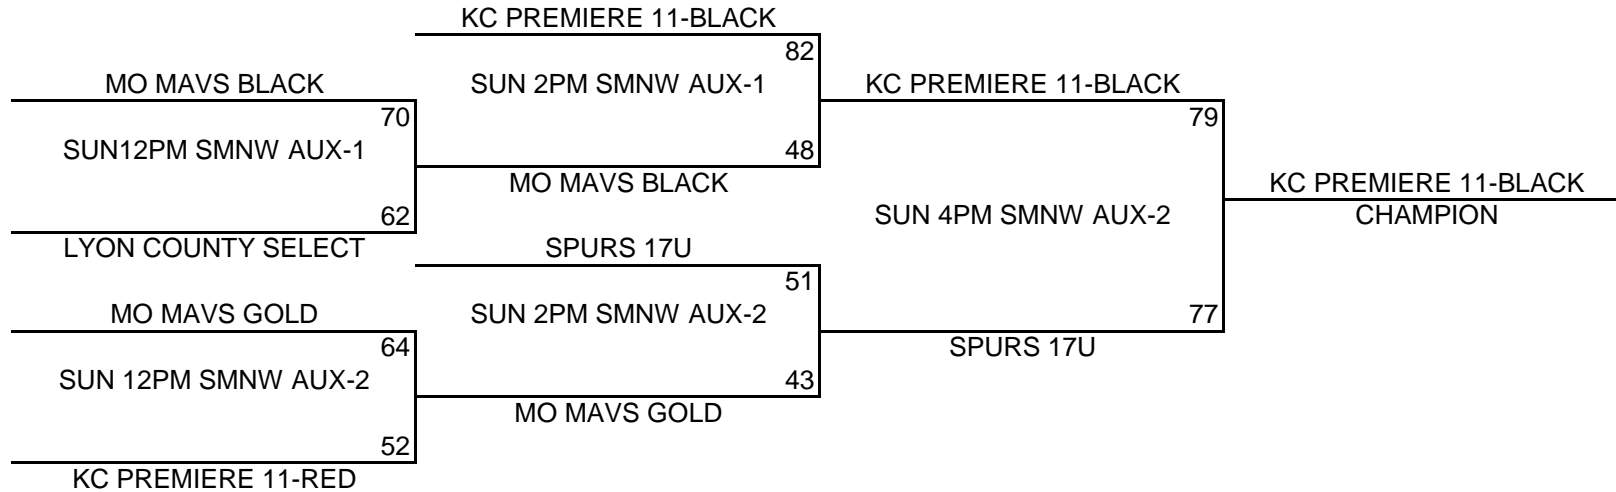 KC PREMIERE 11-BLACK
82
MO MAVS BLACK
SUN 2PM SMNW AUX-1
KC PREMIERE 11-BLACK
70
79
SUN12PM SMNW AUX-1
48
MO MAVS BLACK
KC PREMIERE 11-BLACK
62
SUN 4PM SMNW AUX-2
CHAMPION
LYON COUNTY SELECT
SPURS 17U
51
MO MAVS GOLD
SUN 2PM SMNW AUX-2
77
64
SPURS 17U
SUN 12PM SMNW AUX-2
43
MO MAVS GOLD
52
KC PREMIERE 11-RED